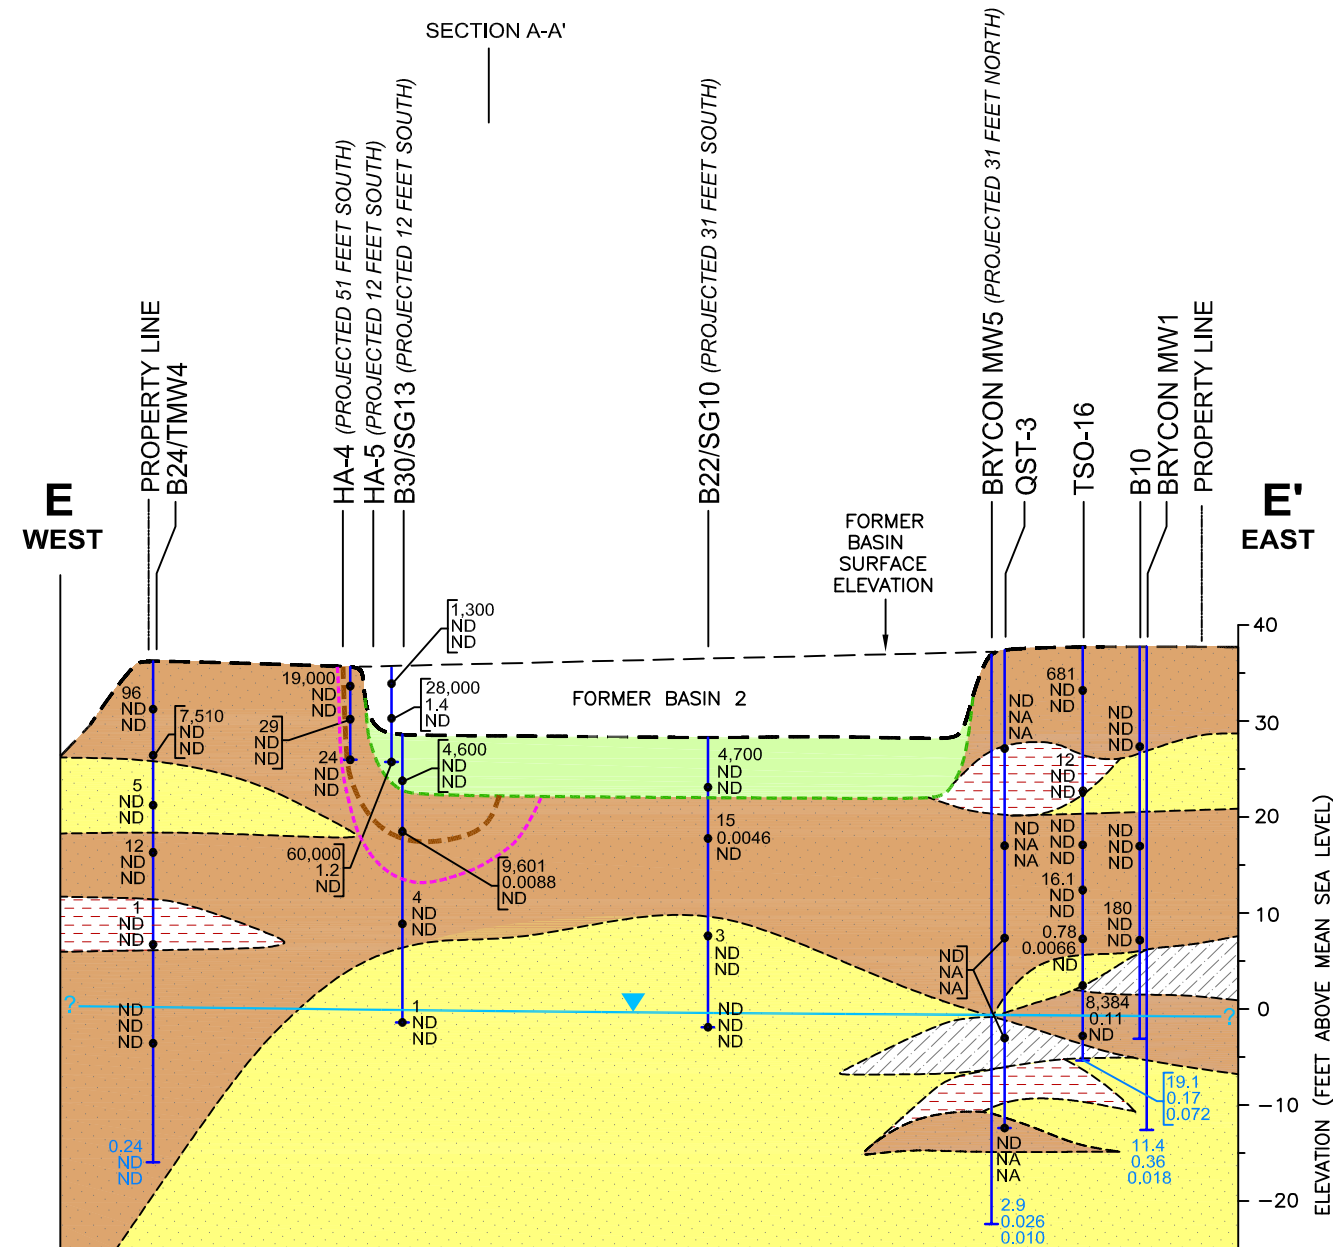 SECTION A-A'
PROPERTY LINE
B24/TMW4
HA-4 (PROJECTED 51 FEET SOUTH)
HA-5 (PROJECTED 12 FEET SOUTH)
B30/SG13 (PROJECTED 12 FEET SOUTH)
B22/SG10 (PROJECTED 31 FEET SOUTH)
BRYCON MW5 (PROJECTED 31 FEET NORTH)
QST-3
TSO-16
B10
BRYCON MW1
PROPERTY LINE
E
WEST
E'
EAST
FORMER
BASIN
SURFACE
ELEVATION
FORMER BASIN 2
96
ND
ND
7,510
ND
ND
5
ND
ND
12
ND
ND
1
ND
ND
ND
ND
ND
0.24
ND
ND
19,000
ND
ND
29
ND
ND
24
ND
ND
1,300
ND
ND
28,000
1.4
ND
60,000
1.2
ND
4,600
ND
ND
9,601
0.0088
ND
4
ND
ND
1
ND
ND
4,700
ND
ND
15
0.0046
ND
3
ND
ND
ND
ND
ND
ND
NA
NA
ND
NA
NA
ND
NA
NA
ND
NA
NA
2.9
0.026
0.010
681
ND
ND
12
ND
ND
ND
ND
16.1
ND
ND
0.78
0.0066
ND
8,384
0.11
ND
19.1
0.17
0.072
ND
ND
ND
ND
ND
ND
180
ND
ND
11.4
0.36
0.018
?
?
40
30
20
10
0
-10
-20
ELEVATION (FEET ABOVE MEAN SEA LEVEL)